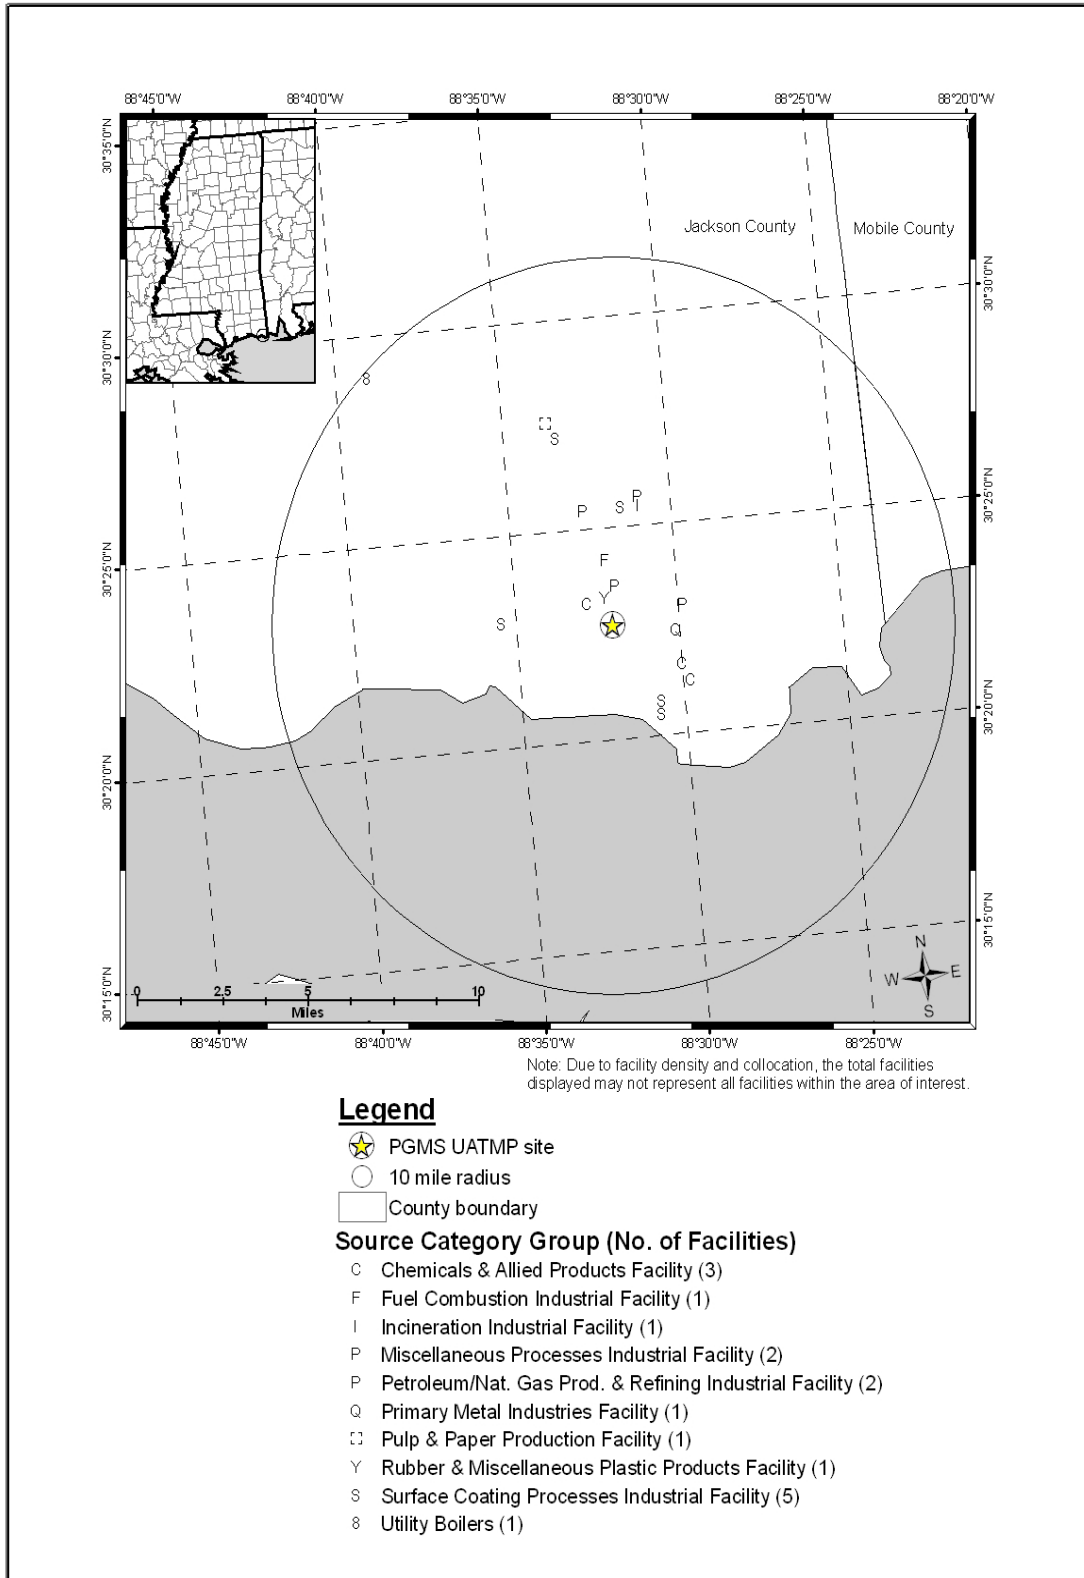 88°45'0"W 88°40'0"W 88°35'0"W 88°30'0"W 88°25'0"W 88°20'0"W
30°35'0"N
Jackson County Mobile County
30°30'0"N
30°30'0"N
8
S
P
S
P
I
30°25'0"N
30°25'0"N
F
P
Y
C
P
S
Q
C
C
S
S
30°20'0"N
30°20'0"N
30°15'0"N
30°15'0"N
N
W E
S
0 2.5 5 10
Miles
88°45'0"W 88°40'0"W 88°35'0"W 88°30'0"W 88°25'0"W
Note: Due to facility density and collocation, the total facilities
displayed may not represent all facilities within the area of interest.
Legend
PGMS UATMP site
10 mile radius
County boundary
Source Category Group (No. of Facilities)
C Chemicals & Allied Products Facility (3)
F Fuel Combustion Industrial Facility (1)
I Incineration Industrial Facility (1)
P Miscellaneous Processes Industrial Facility (2)
P Petroleum/Nat. Gas Prod. & Refining Industrial Facility (2)
Q Primary Metal Industries Facility (1)
Pulp & Paper Production Facility (1)
Y Rubber & Miscellaneous Plastic Products Facility (1)
S Surface Coating Processes Industrial Facility (5)
8 Utility Boilers (1)